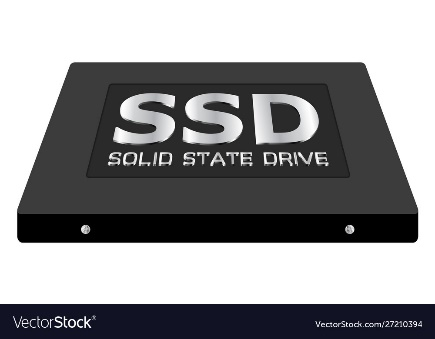 SSD
SOLID STATE DRIVE
VectorStock®
VectorStock.com/27210394